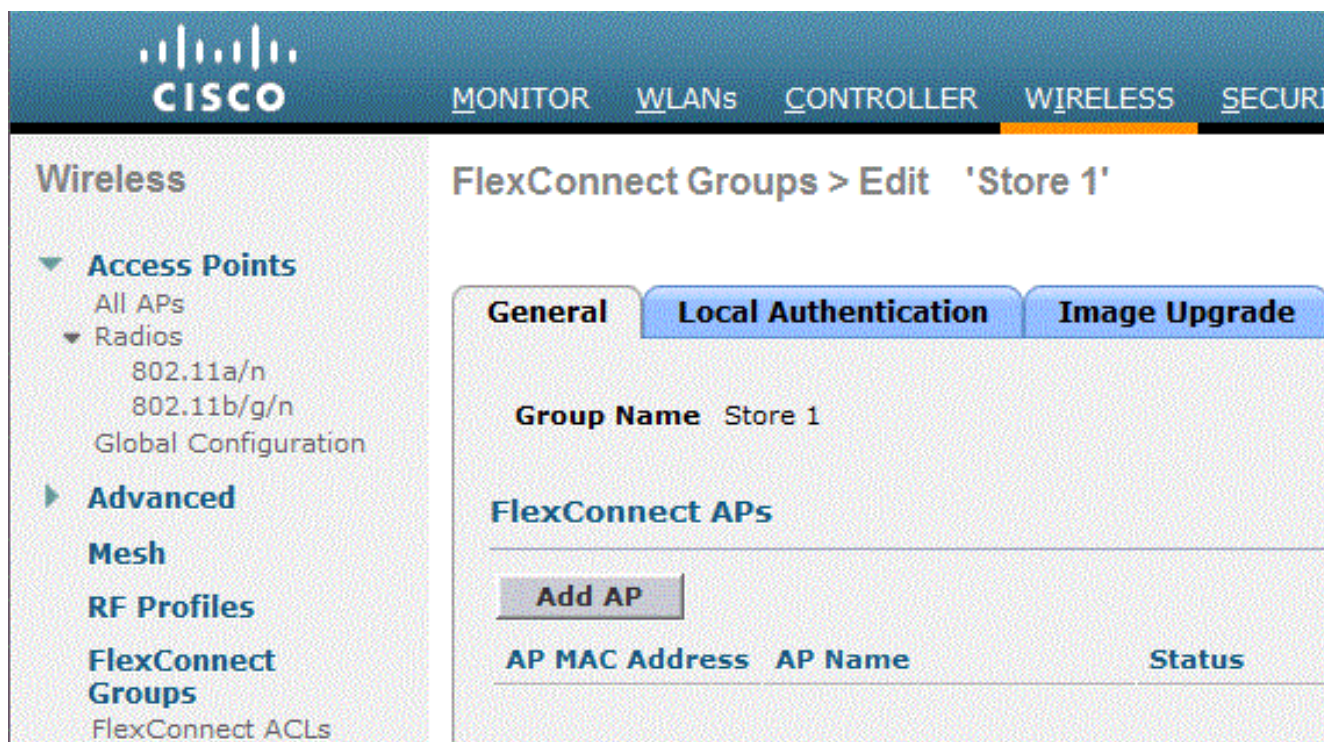 CISCO
MONITOR WLANs CONTROLLER WIRELESS SECURI
Wireless
FlexConnect Groups > Edit 'Store 1'
Access Points
All APs
Radios
802.11a/n
802.11b/g/n
Global Configuration
Advanced
Mesh
RF Profiles
FlexConnect
Groups
FlexConnect ACLs
General Local Authentication Image Upgrade
Group Name Store 1
FlexConnect APs
Add AP
AP MAC Address AP Name Status